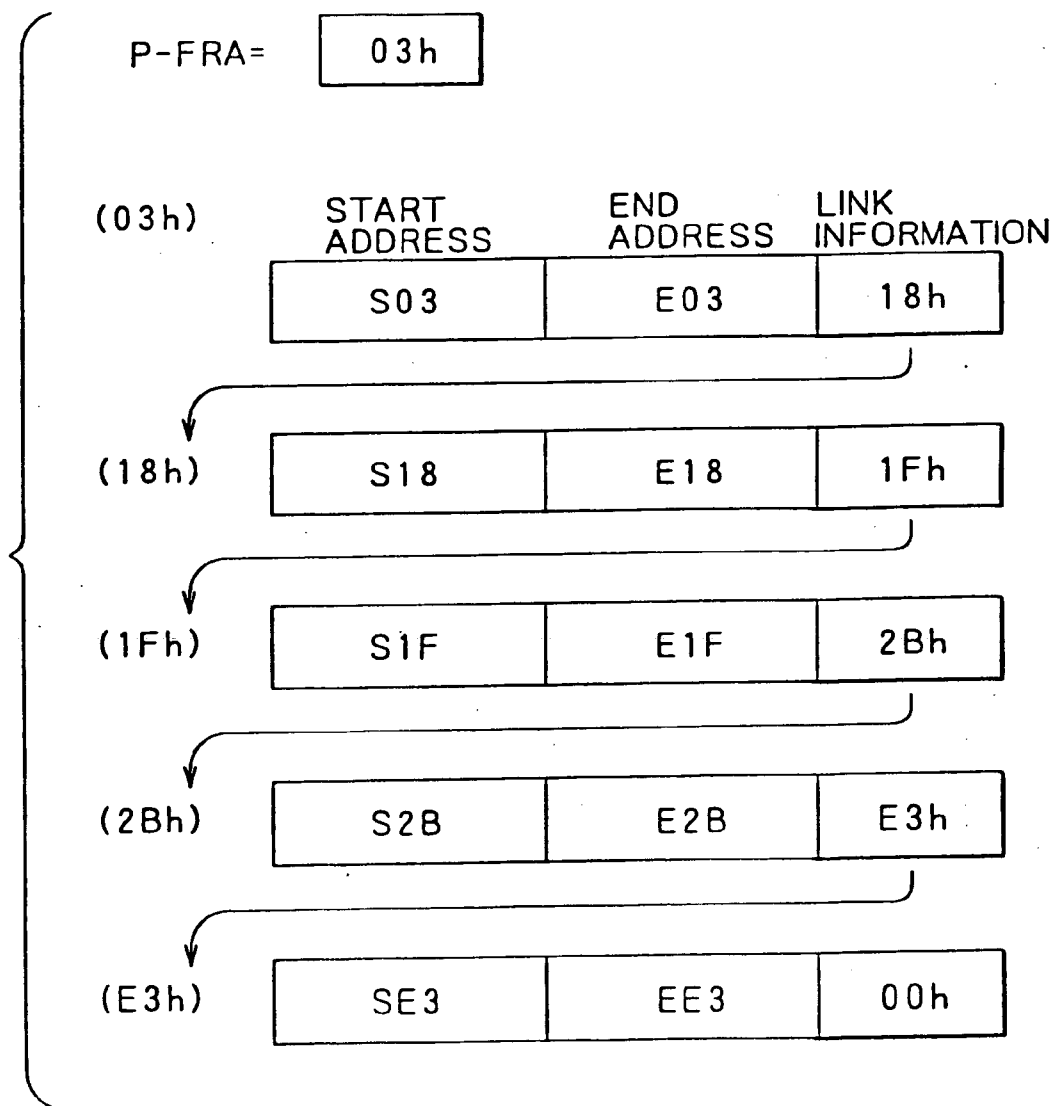 P-FRA= 03h
(03h) START ADDRESS END ADDRESS LINK INFORMATION
S03 E03 18h
(18h) S18 E18 1Fh
(1Fh) S1F E1F 2Bh
(2Bh) S2B E2B E3h
(E3h) SE3 EE3 00h